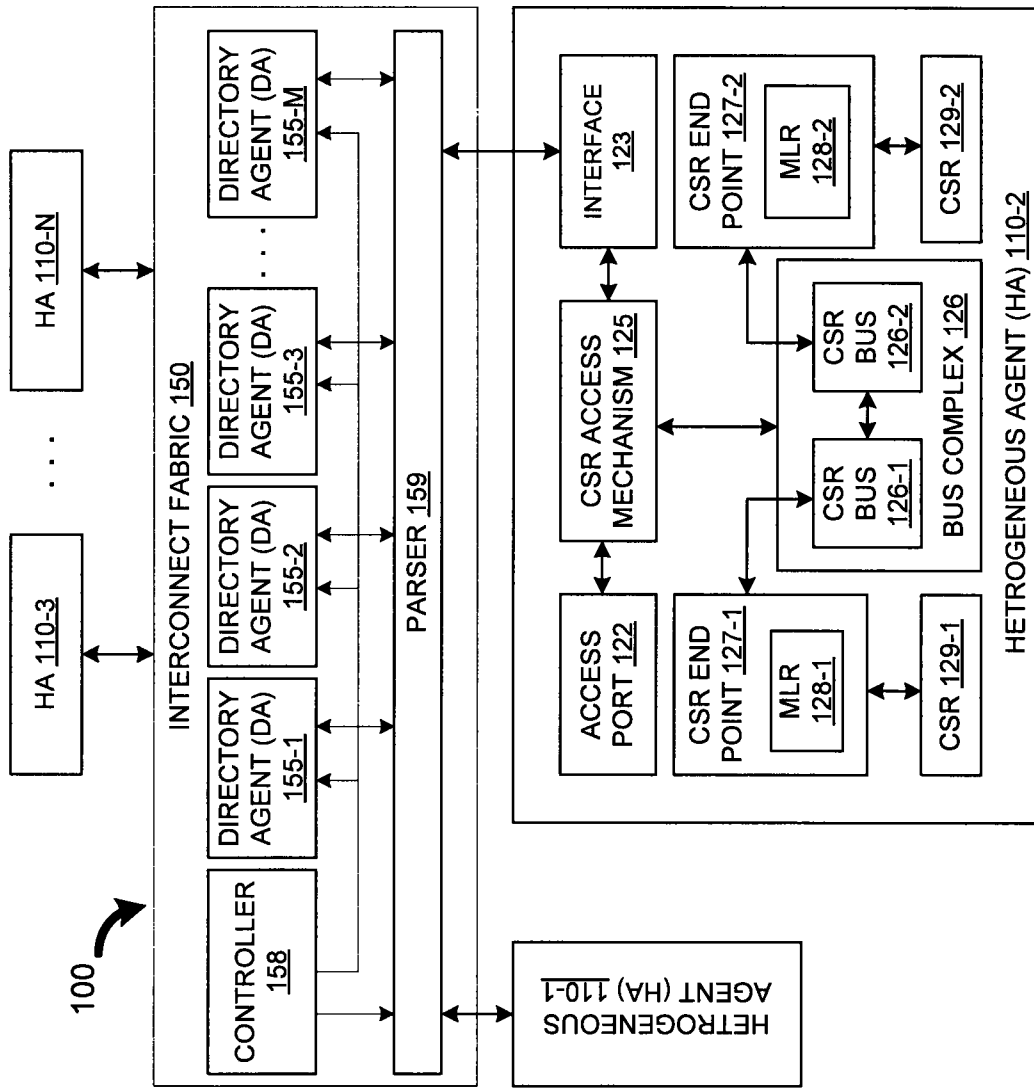 100
HA 110-3
. . .
HA 110-N
INTERCONNECT FABRIC 150
CONTROLLER
158
DIRECTORY
AGENT (DA)
155-1
DIRECTORY
AGENT (DA)
155-2
DIRECTORY
AGENT (DA)
155-3
. . .
DIRECTORY
AGENT (DA)
155-M
PARSER 159
HETROGENEOUS
AGENT (HA) 110-1
ACCESS
PORT 122
CSR ACCESS
MECHANISM 125
INTERFACE
123
CSR END
POINT 127-1
MLR
128-1
CSR
BUS
126-1
CSR
BUS
126-2
BUS COMPLEX 126
CSR END
POINT 127-2
MLR
128-2
CSR 129-1
CSR 129-2
HETROGENEOUS AGENT (HA) 110-2